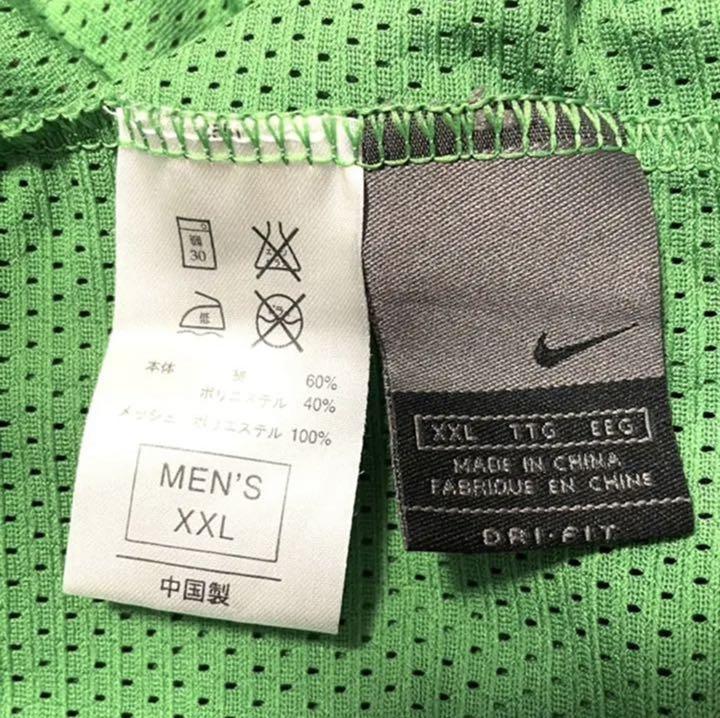 30
低
本体 綿 60%
ポリエステル 40%
メッシュ ポリエステル 100%
MEN'S
XXL
中国製
XXL TTG EEG
MADE IN CHINA
FABRIQUE EN CHINE
DRI-FIT